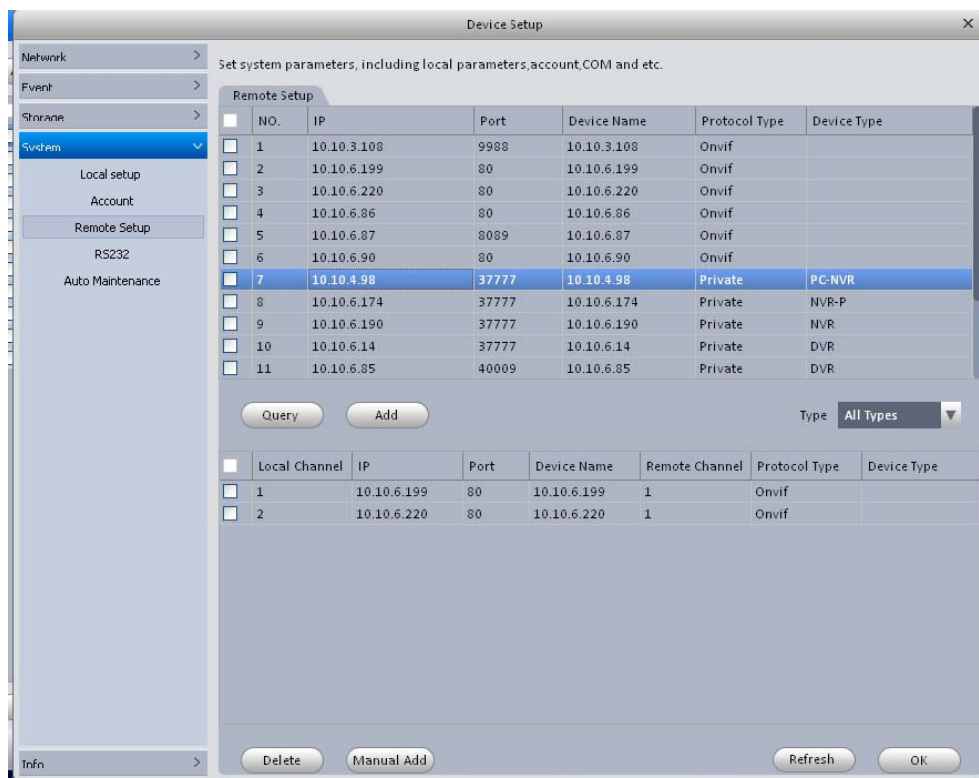 Device Setup
Network
Event
Storage
System
Local setup
Account
Remote Setup
RS232
Auto Maintenance
Info
Set system parameters, including local parameters,account,COM and etc.
Remote Setup
NO. IP Port Device Name Protocol Type Device Type
1 10.10.3.108 9988 10.10.3.108 Onvif
2 10.10.6.199 80 10.10.6.199 Onvif
3 10.10.6.220 80 10.10.6.220 Onvif
4 10.10.6.86 80 10.10.6.86 Onvif
5 10.10.6.87 8089 10.10.6.87 Onvif
6 10.10.6.90 80 10.10.6.90 Onvif
7 10.10.4.98 37777 10.10.4.98 Private PC-NVR
8 10.10.6.174 37777 10.10.6.174 Private NVR-P
9 10.10.6.190 37777 10.10.6.190 Private NVR
10 10.10.6.14 37777 10.10.6.14 Private DVR
11 10.10.6.85 40009 10.10.6.85 Private DVR
Query Add Type All Types
Local Channel IP Port Device Name Remote Channel Protocol Type Device Type
1 10.10.6.199 80 10.10.6.199 1 Onvif
2 10.10.6.220 80 10.10.6.220 1 Onvif
Delete Manual Add Refresh OK